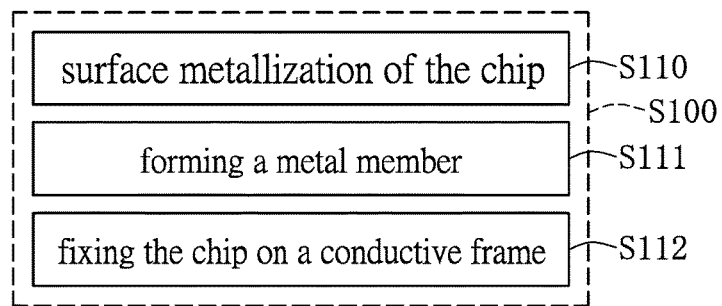 surface metallization of the chip
S110
S100
forming a metal member
S111
fixing the chip on a conductive frame
S112